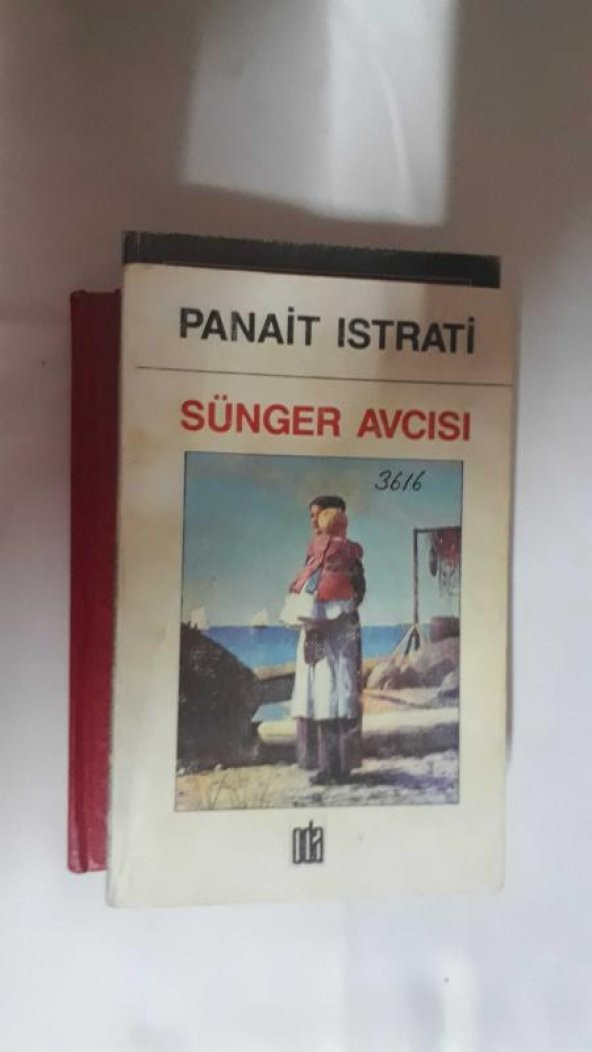 PANAİT ISTRATİ
SÜNGER AVCISI
3616
oda